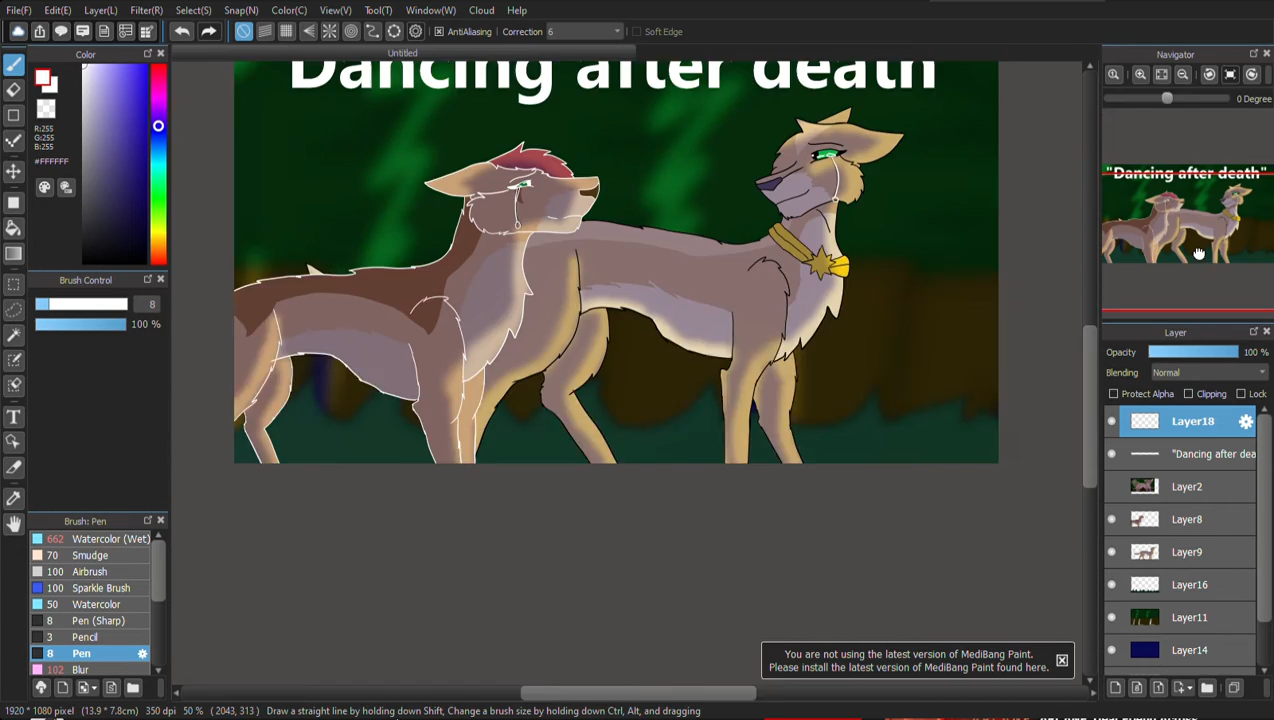 File(F) Edit(E) Layer(L) Filter(R) Select(S) Snap(N) Color(C) View(V) Tool(T) Window(W) Cloud Help
AntiAliasing Correction 6 Soft Edge
Color
R:255
G:255
B:255
#FFFFFF
Brush Control
8
100 %
Brush: Pen
662 Watercolor (Wet)
70 Smudge
100 Airbrush
100 Sparkle Brush
50 Watercolor
8 Pen (Sharp)
3 Pencil
8 Pen
102 Blur
Untitled
"Dancing after death"
You are not using the latest version of MediBang Paint.
Please install the latest version of MediBang Paint found here.
Navigator
0 Degree
"Dancing after death"
Layer
Opacity 100 %
Blending Normal
Protect Alpha Clipping Lock
Layer18
"Dancing after dea
Layer2
Layer8
Layer9
Layer16
Layer11
Layer14
1920 * 1080 pixel (13.9 * 7.8cm) 350 dpi 50 % ( 2043, 313 ) Draw a straight line by holding down Shift, Change a brush size by holding down Ctrl, Alt, and dragging